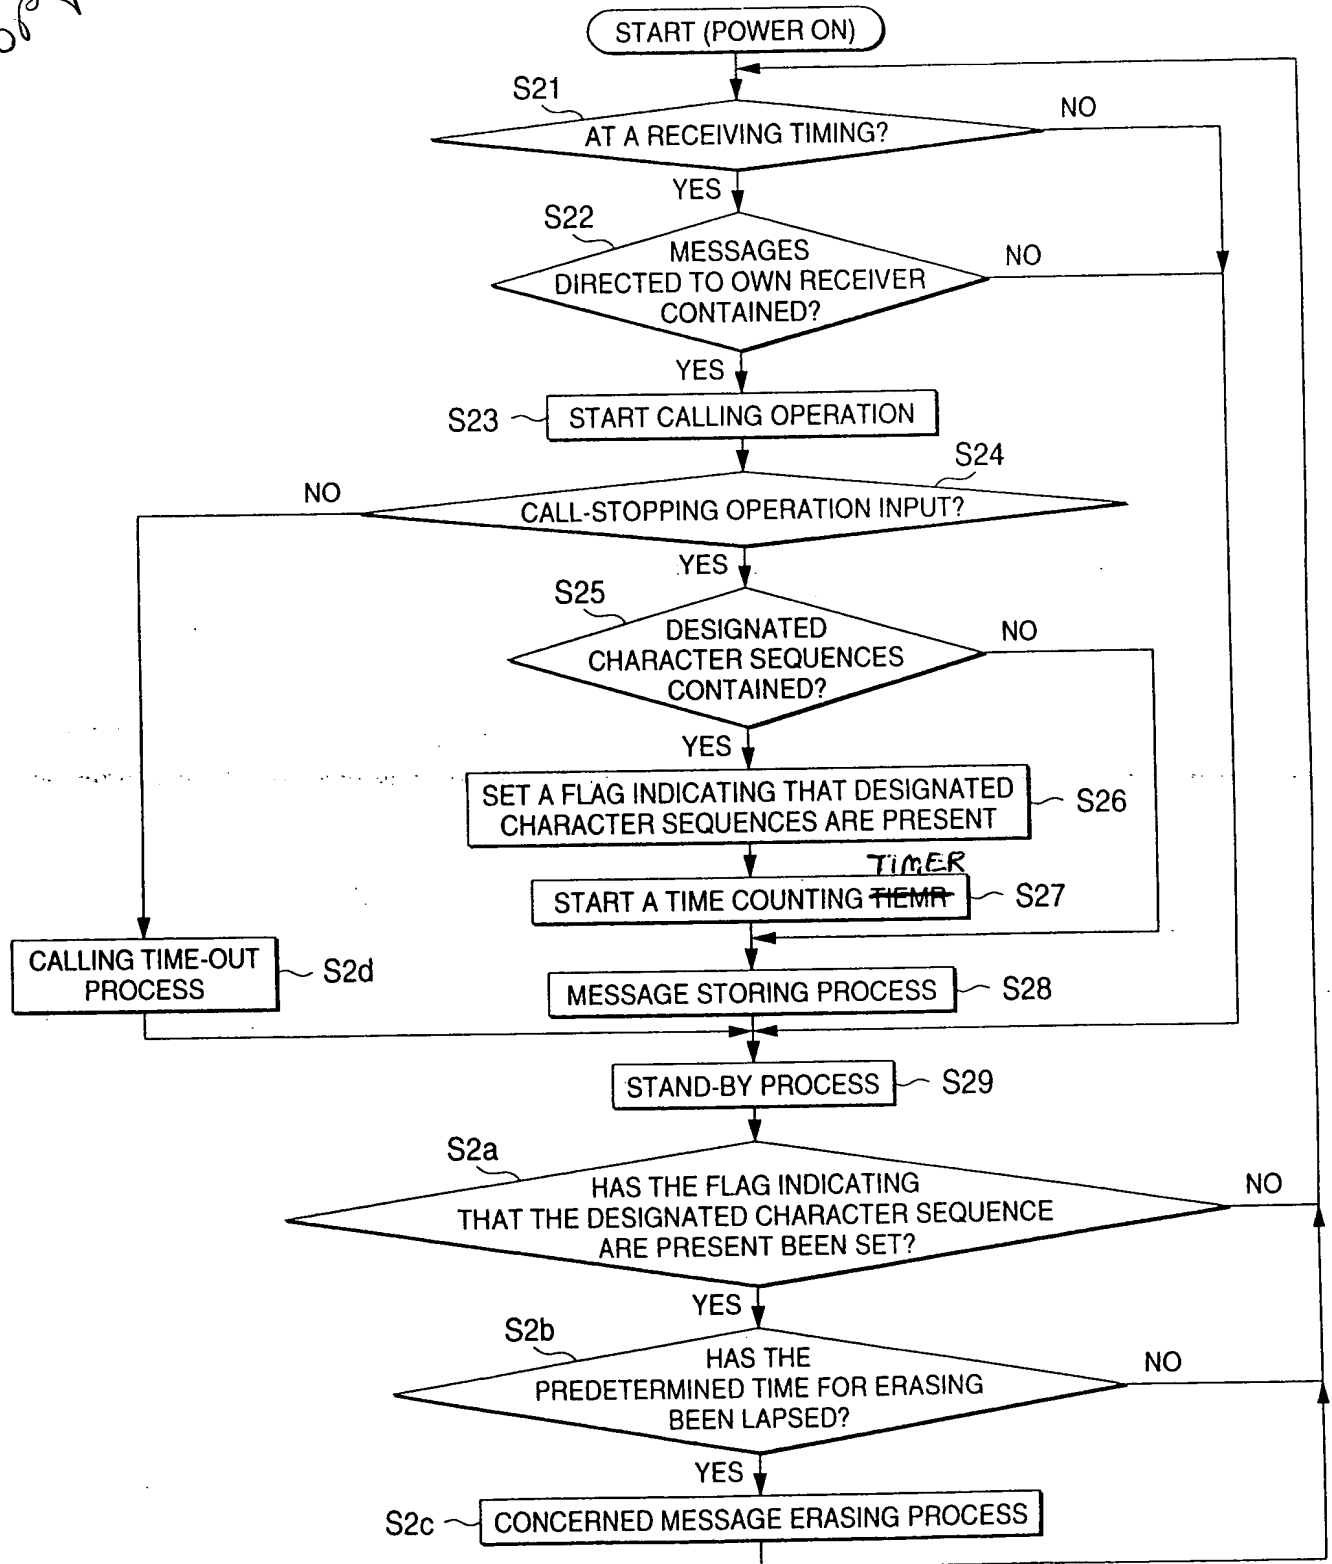 START (POWER ON)
S21
AT A RECEIVING TIMING?
NO
YES
S22
MESSAGES
DIRECTED TO OWN RECEIVER
CONTAINED?
NO
YES
S23
START CALLING OPERATION
S24
NO
CALL-STOPPING OPERATION INPUT?
YES
S25
DESIGNATED
CHARACTER SEQUENCES
CONTAINED?
NO
YES
SET A FLAG INDICATING THAT DESIGNATED
CHARACTER SEQUENCES ARE PRESENT
S26
TIMER
START A TIME COUNTING TIEMR
S27
CALLING TIME-OUT
PROCESS
S2d
MESSAGE STORING PROCESS
S28
STAND-BY PROCESS
S29
S2a
HAS THE FLAG INDICATING
THAT THE DESIGNATED CHARACTER SEQUENCE
ARE PRESENT BEEN SET?
NO
YES
S2b
HAS THE
PREDETERMINED TIME FOR ERASING
BEEN LAPSED?
NO
YES
S2c
CONCERNED MESSAGE ERASING PROCESS